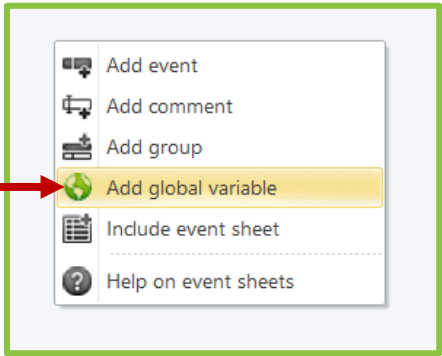 Add event
Add comment
Add group
Add global variable
Include event sheet
Help on event sheets